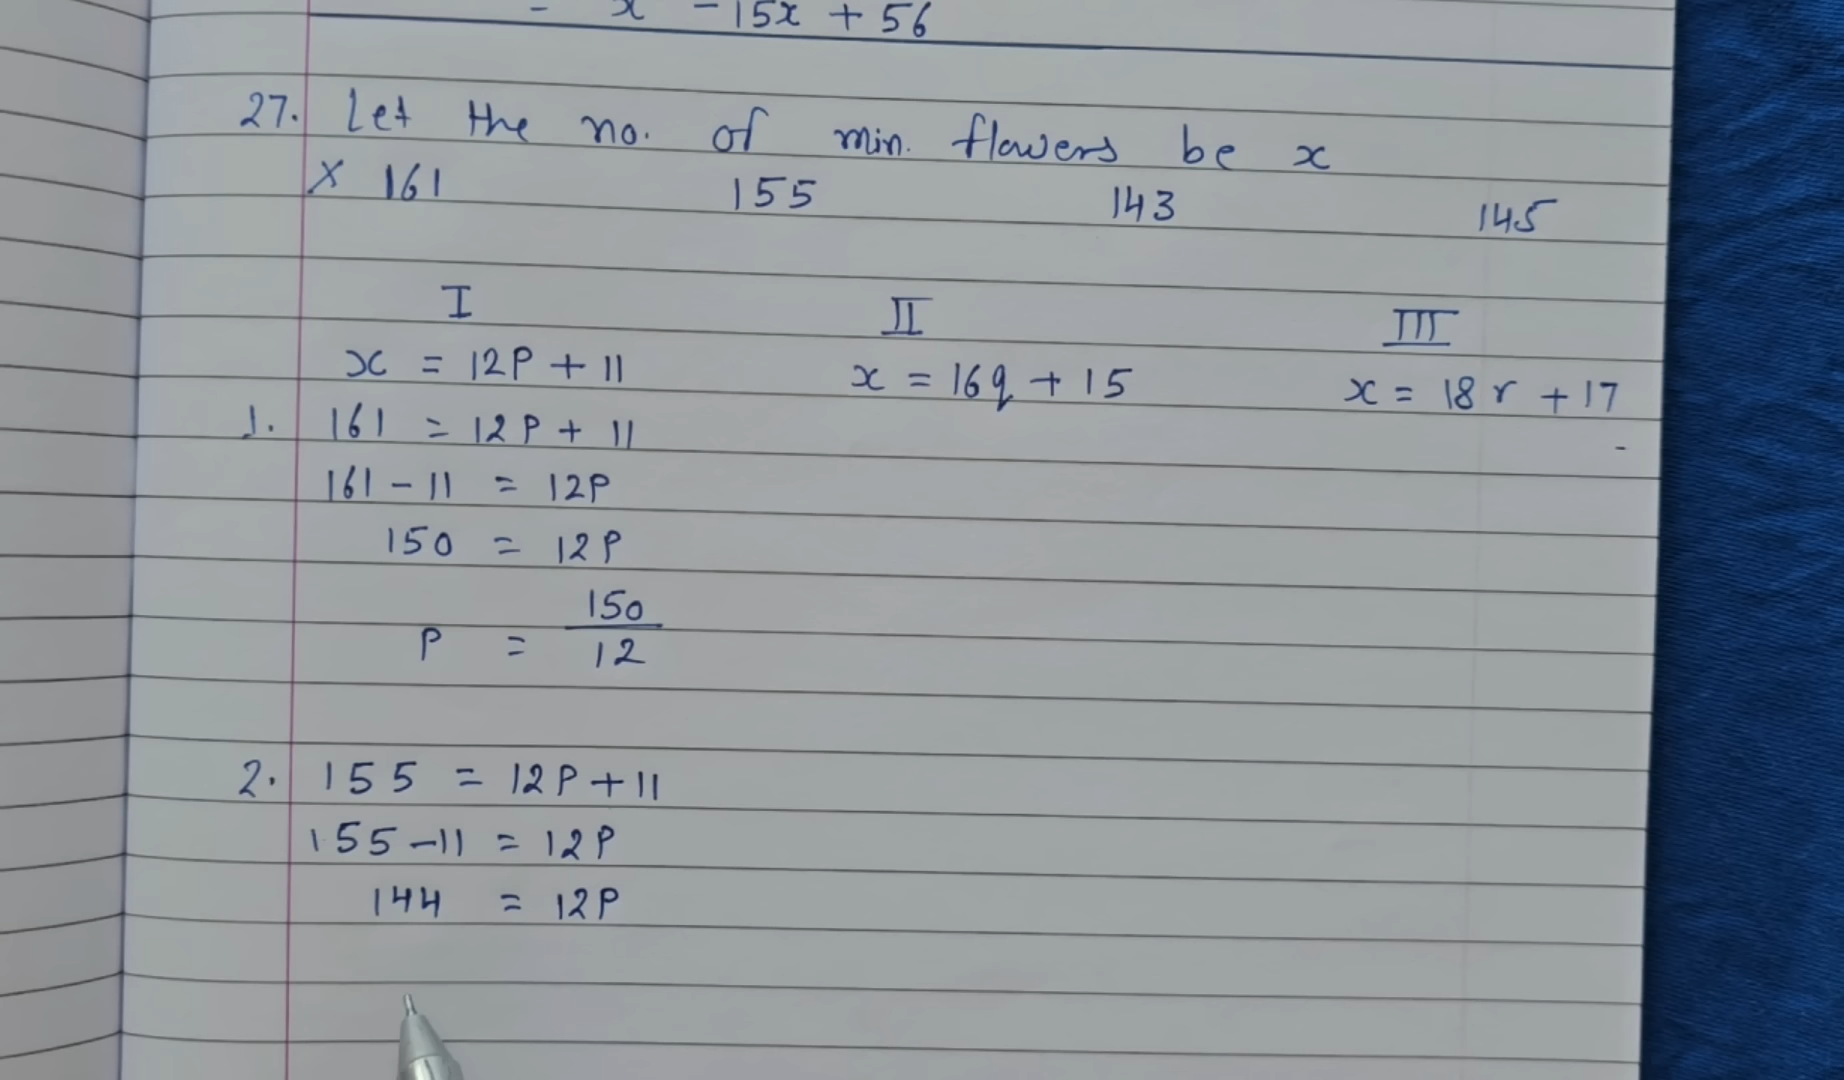 - x - 15x + 56
27. Let the no. of min. flowers be x
X 161 155 143 145
I II III
x = 12P + 11 x = 16q + 15 x = 18r + 17
1. 161 = 12P + 11
161 - 11 = 12P
150 = 12P
P = 150/12
2. 155 = 12P + 11
155 - 11 = 12P
144 = 12P